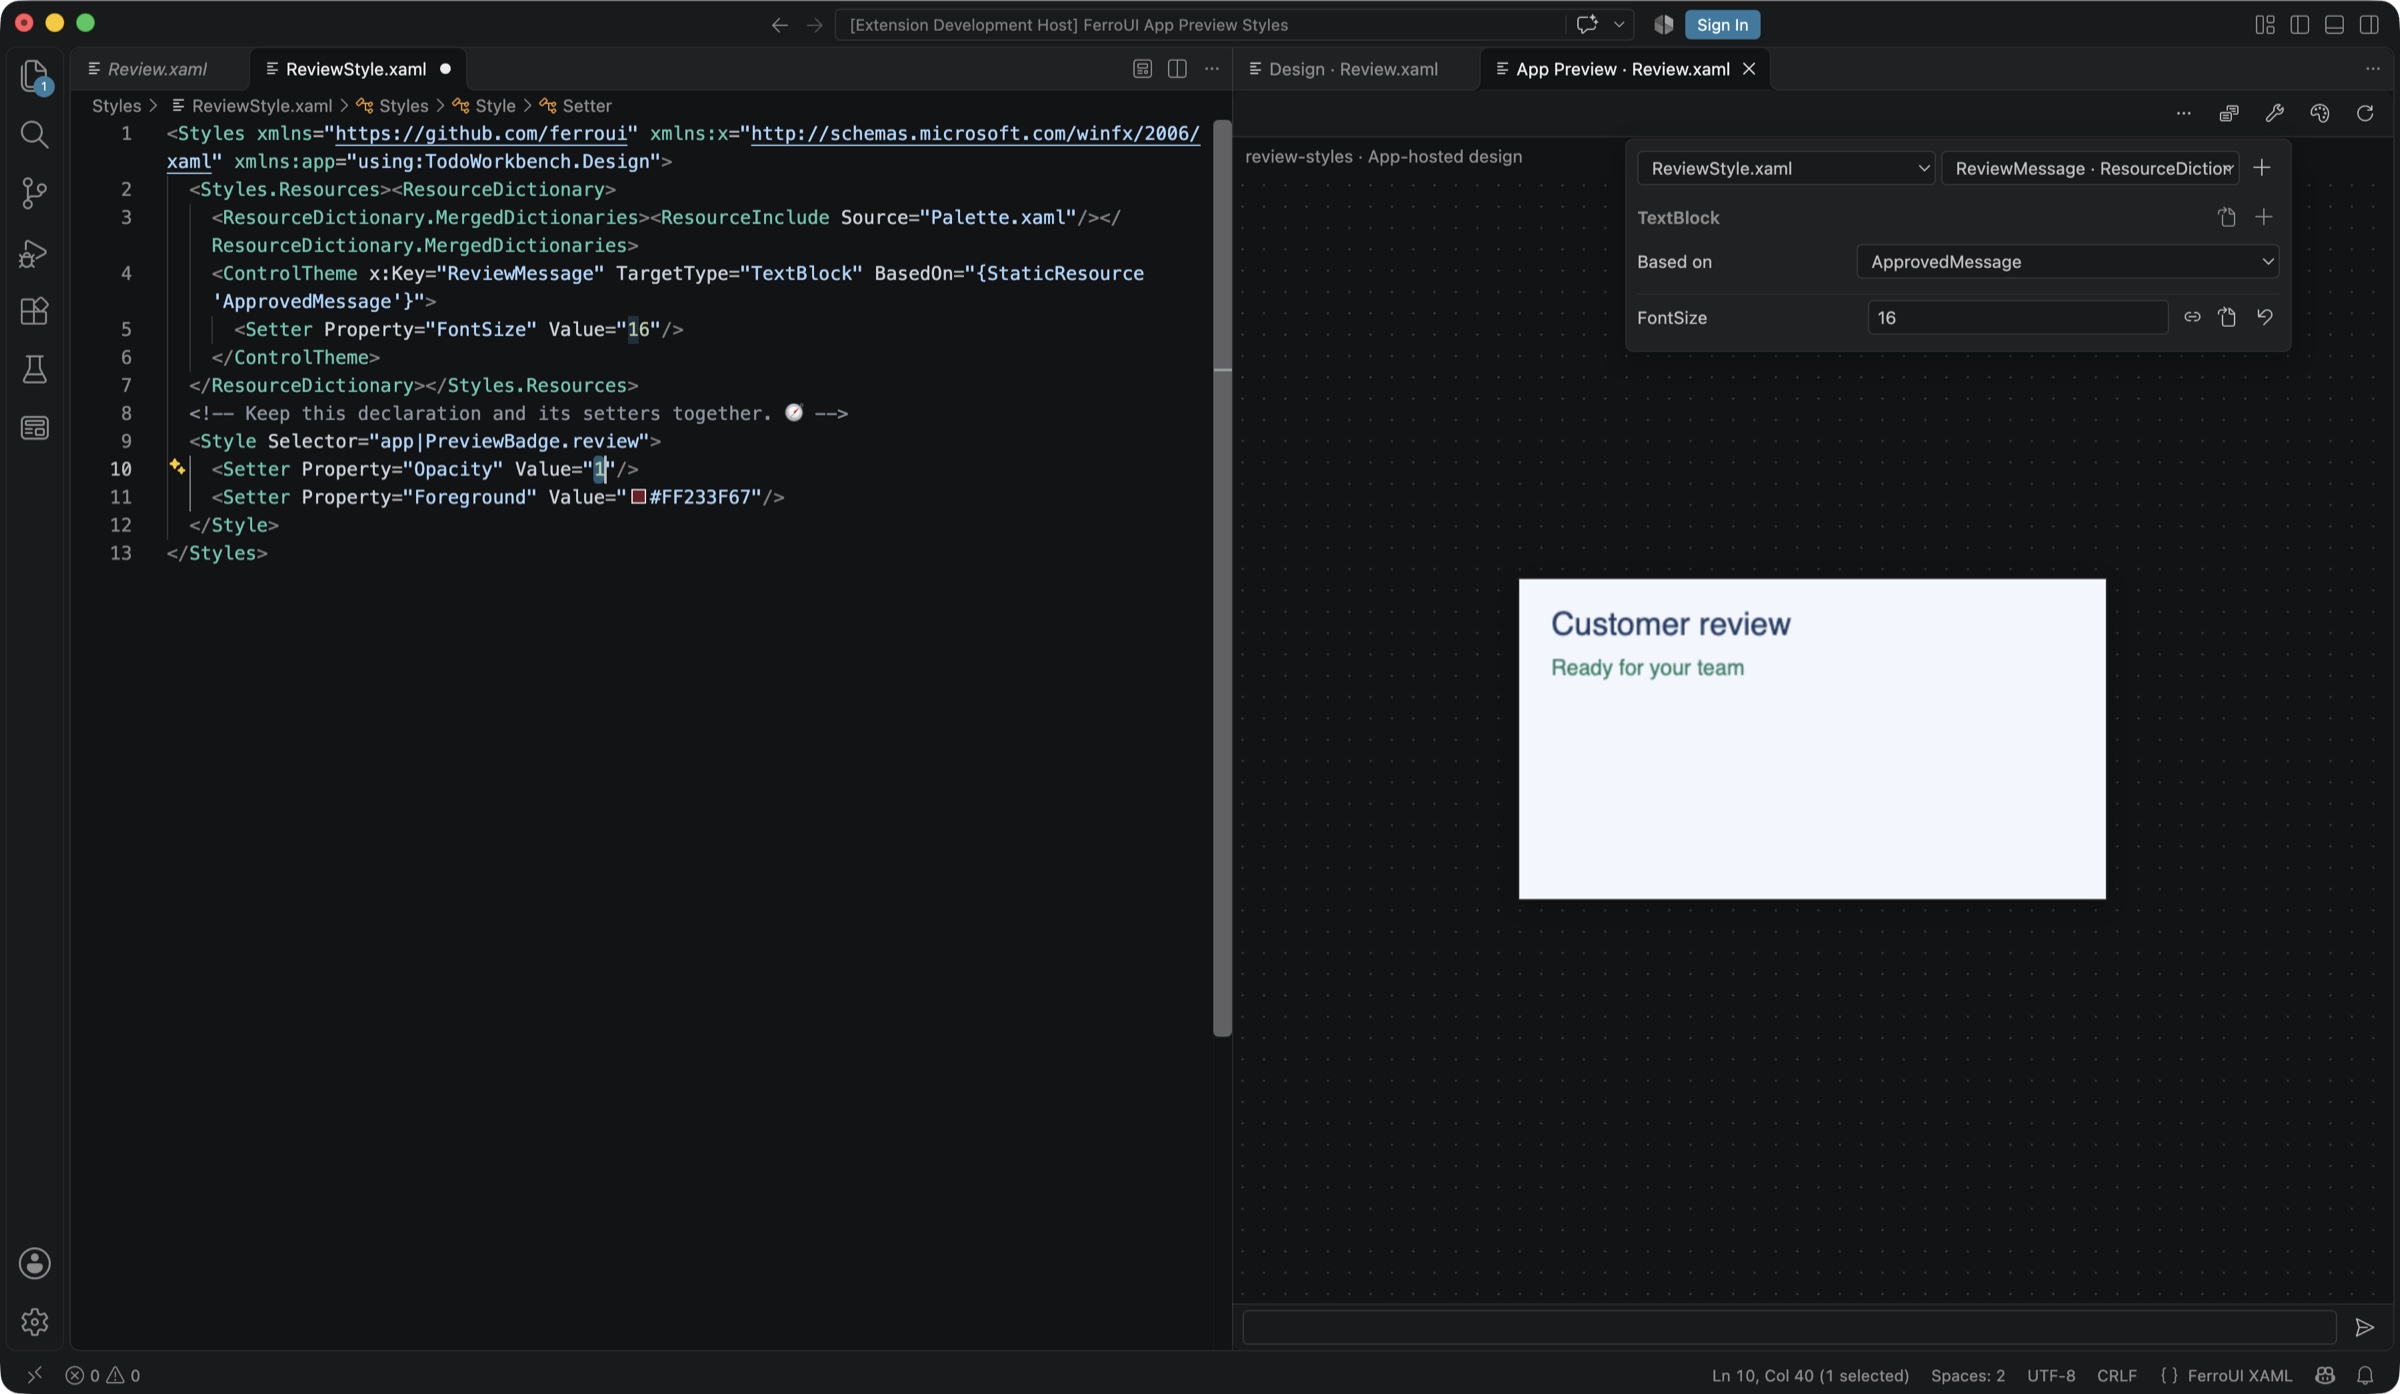 [Extension Development Host] FerroUI App Preview Styles
Sign In
1
Review.xaml
ReviewStyle.xaml
Styles > ReviewStyle.xaml > Styles > Style > Setter
1 <Styles xmlns="https://github.com/ferroui" xmlns:x="http://schemas.microsoft.com/winfx/2006/
xaml" xmlns:app="using:TodoWorkbench.Design">
2 <Styles.Resources><ResourceDictionary>
3 <ResourceDictionary.MergedDictionaries><ResourceInclude Source="Palette.xaml"/></
ResourceDictionary.MergedDictionaries>
4 <ControlTheme x:Key="ReviewMessage" TargetType="TextBlock" BasedOn="{StaticResource
'ApprovedMessage'}">
5 <Setter Property="FontSize" Value="16"/>
6 </ControlTheme>
7 </ResourceDictionary></Styles.Resources>
8 <!-- Keep this declaration and its setters together. 🧭 -->
9 <Style Selector="app|PreviewBadge.review">
10 <Setter Property="Opacity" Value="1"/>
11 <Setter Property="Foreground" Value="#FF233F67"/>
12 </Style>
13 </Styles>
Design · Review.xaml
App Preview · Review.xaml
review-styles · App-hosted design
ReviewStyle.xaml
ReviewMessage · ResourceDiction
TextBlock
Based on
ApprovedMessage
FontSize
16
Customer review
Ready for your team
0
0
Ln 10, Col 40 (1 selected)
Spaces: 2
UTF-8
CRLF
{ } FerroUI XAML